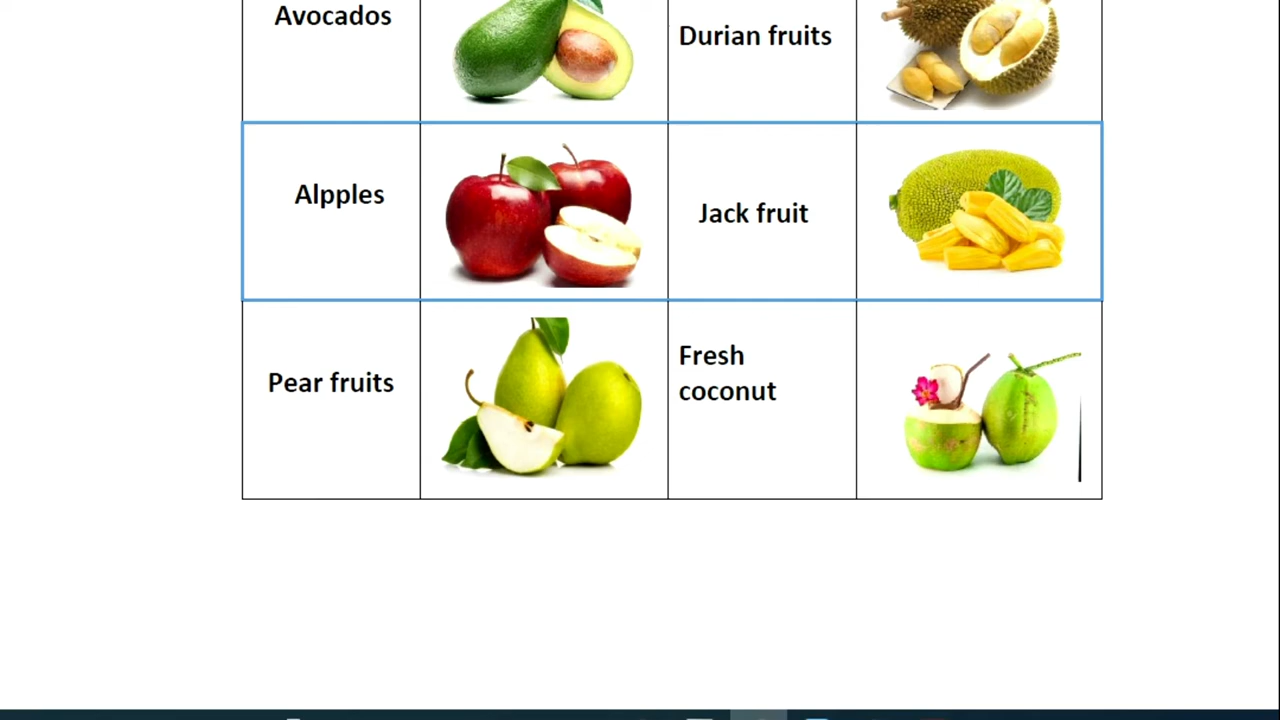 Avocados
Durian fruits
Alpples
Jack fruit
Pear fruits
Fresh
coconut